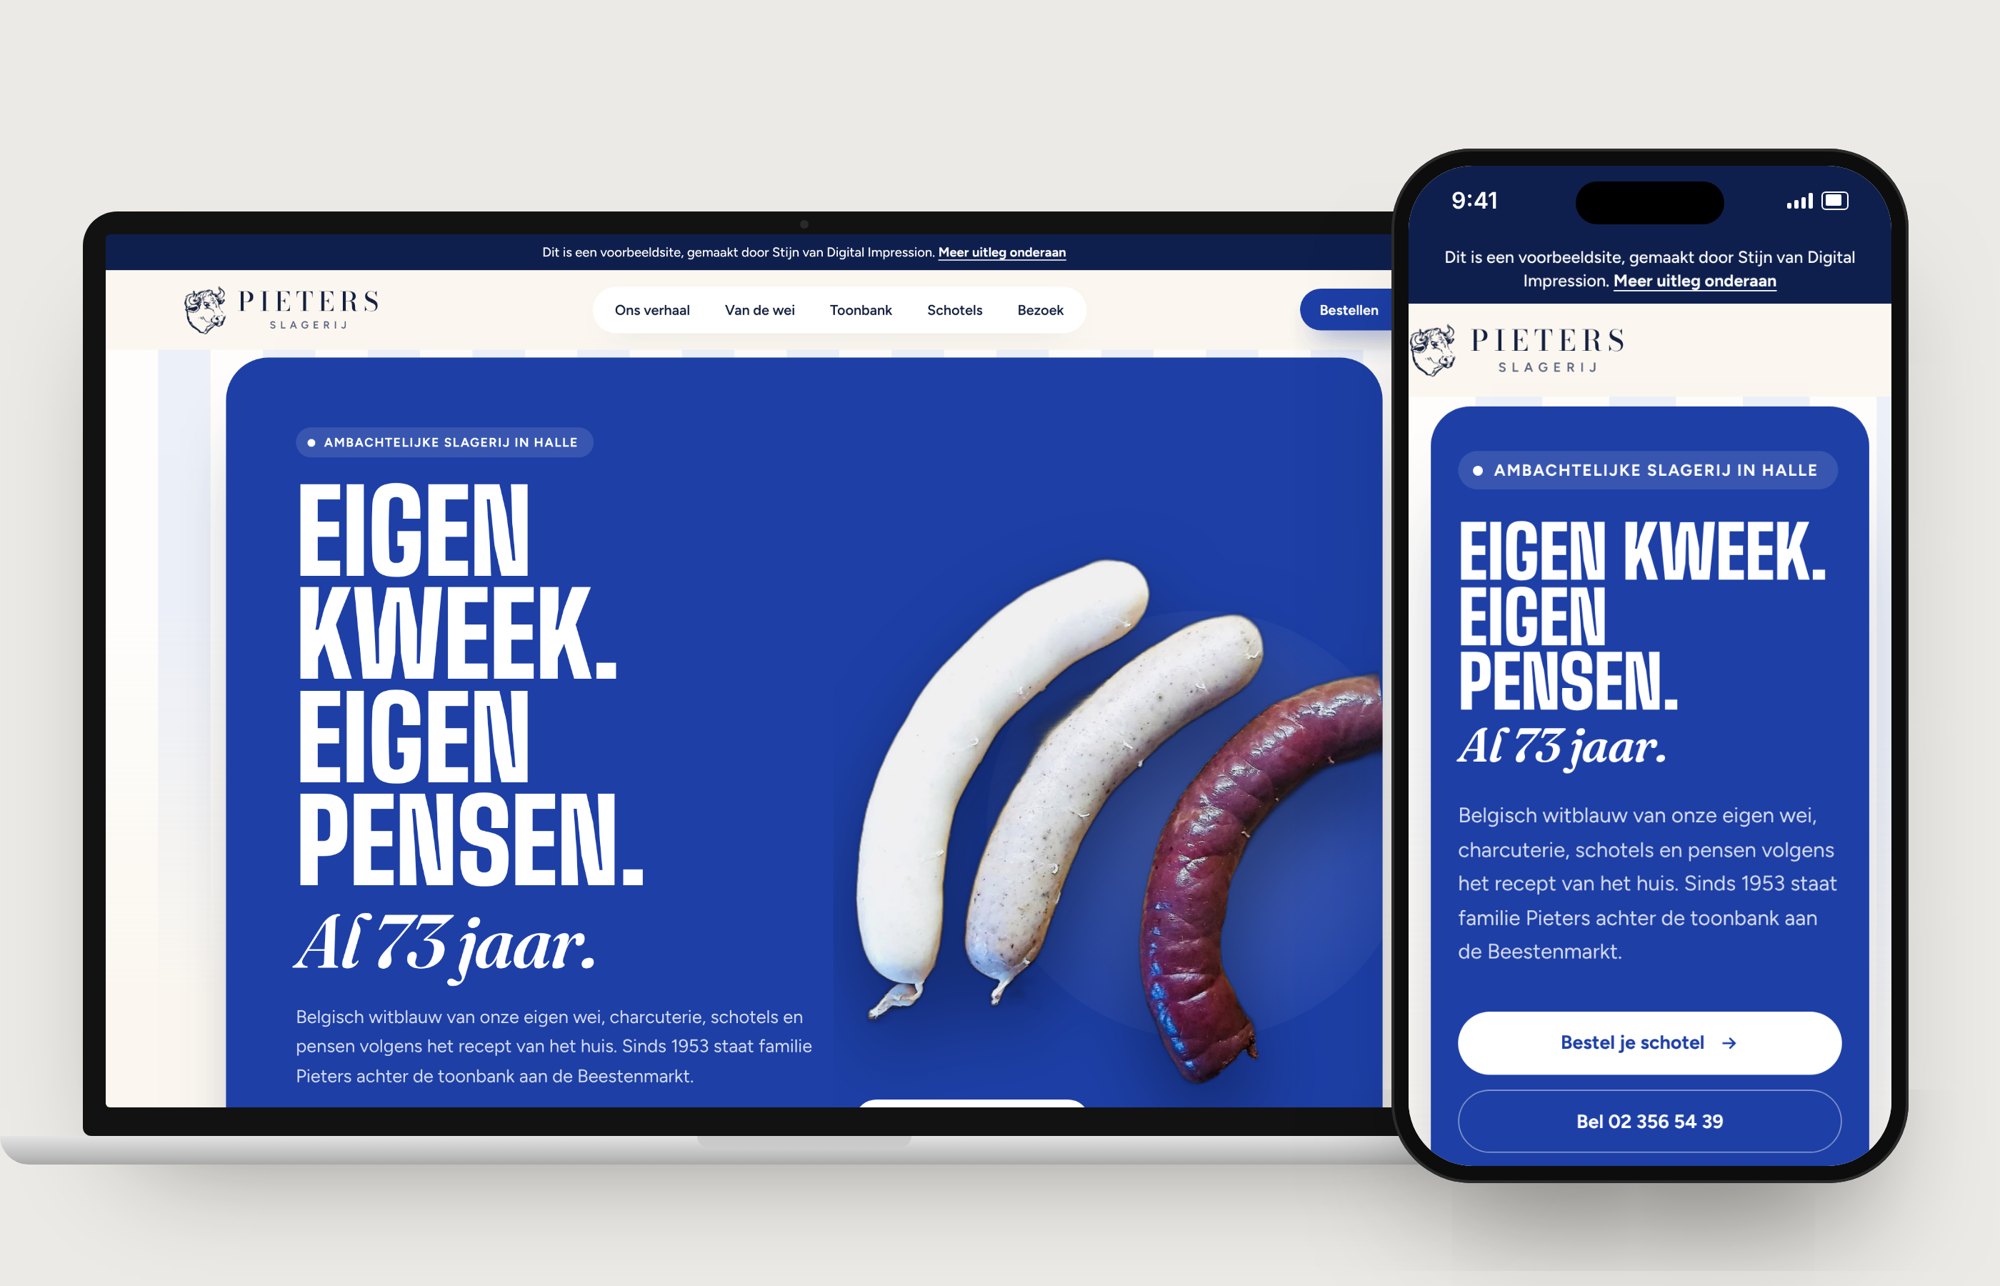 Dit is een voorbeeldsite, gemaakt door Stijn van Digital Impression. Meer uitleg onderaan
PIETERS
SLAGERIJ
Ons verhaal
Van de wei
Toonbank
Schotels
Bezoek
Bestellen
AMBACHTELIJKE SLAGERIJ IN HALLE
EIGEN
KWEEK.
EIGEN
PENSEN.
Al 73 jaar.
Belgisch witblauw van onze eigen wei, charcuterie, schotels en
pensen volgens het recept van het huis. Sinds 1953 staat familie
Pieters achter de toonbank aan de Beestenmarkt.
9:41
Dit is een voorbeeldsite, gemaakt door Stijn van Digital
Impression. Meer uitleg onderaan
PIETERS
SLAGERIJ
AMBACHTELIJKE SLAGERIJ IN HALLE
EIGEN KWEEK.
EIGEN
PENSEN.
Al 73 jaar.
Belgisch witblauw van onze eigen wei,
charcuterie, schotels en pensen volgens
het recept van het huis. Sinds 1953 staat
familie Pieters achter de toonbank aan
de Beestenmarkt.
Bestel je schotel →
Bel 02 356 54 39